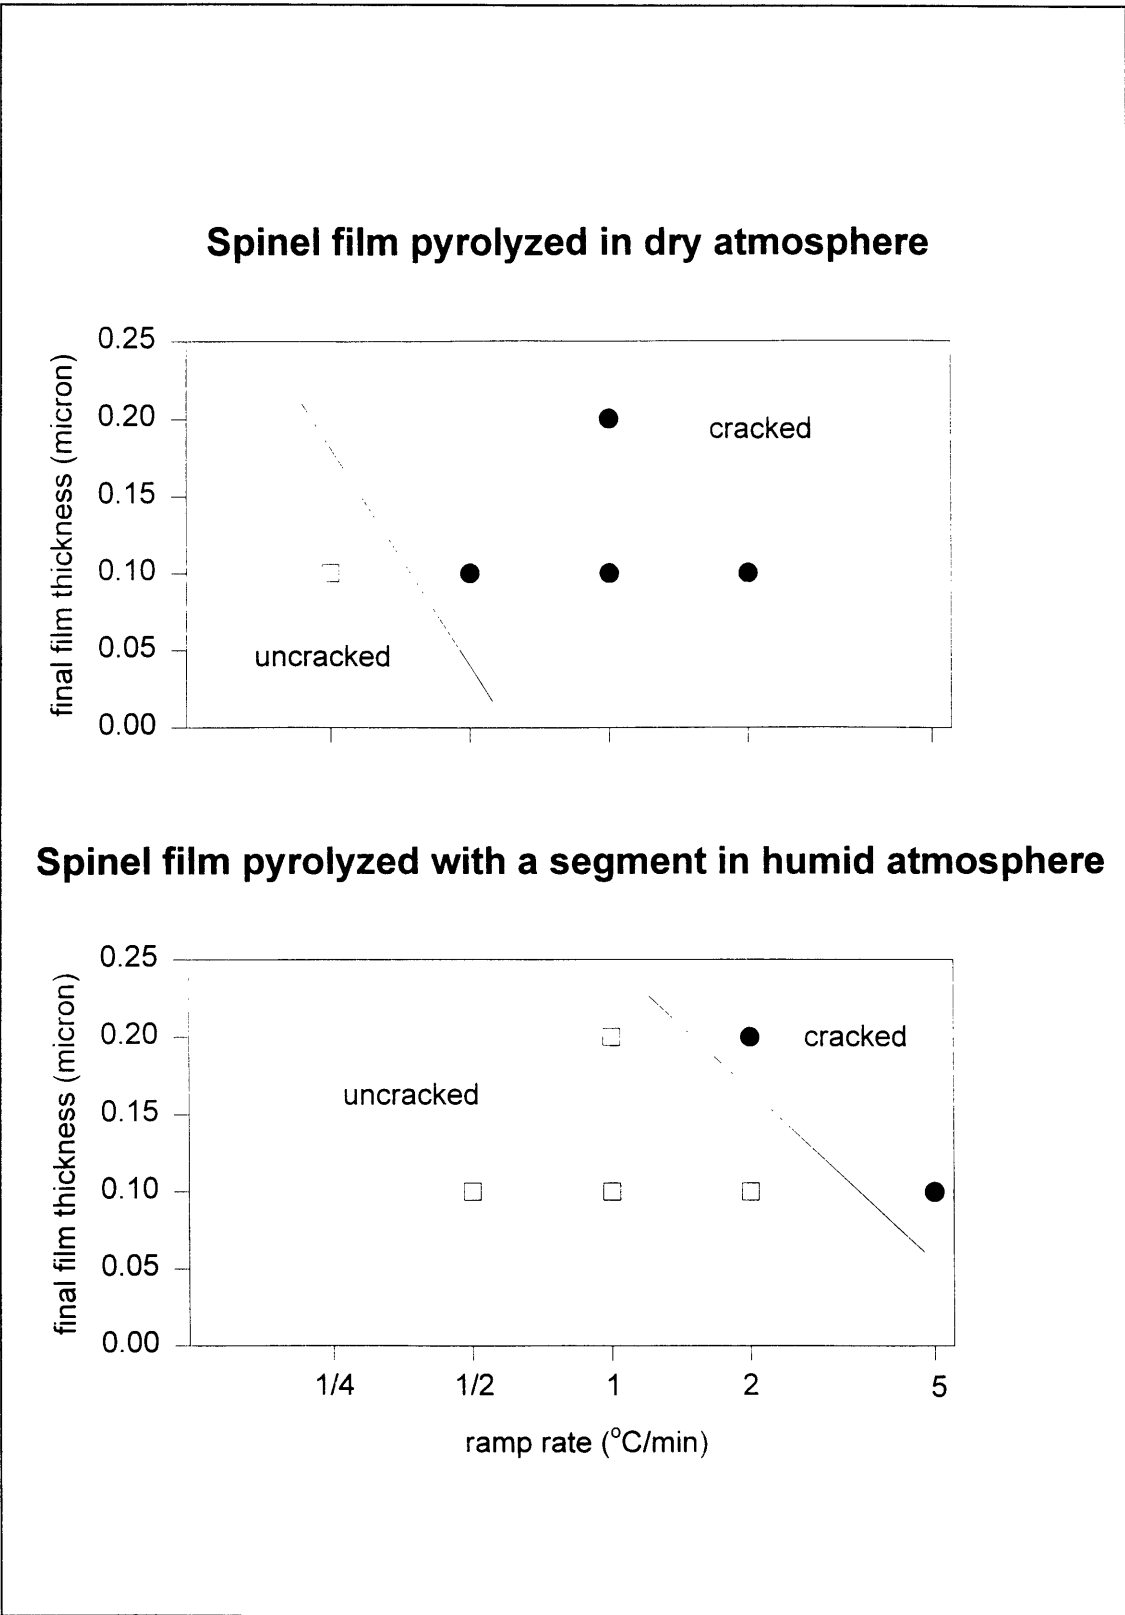 Spinel film pyrolyzed in dry atmosphere
final film thickness (micron)
0.25
0.20
0.15
0.10
0.05
0.00
cracked
uncracked
Spinel film pyrolyzed with a segment in humid atmosphere
final film thickness (micron)
0.25
0.20
0.15
0.10
0.05
0.00
cracked
uncracked
1/4 1/2 1 2 5
ramp rate (°C/min)